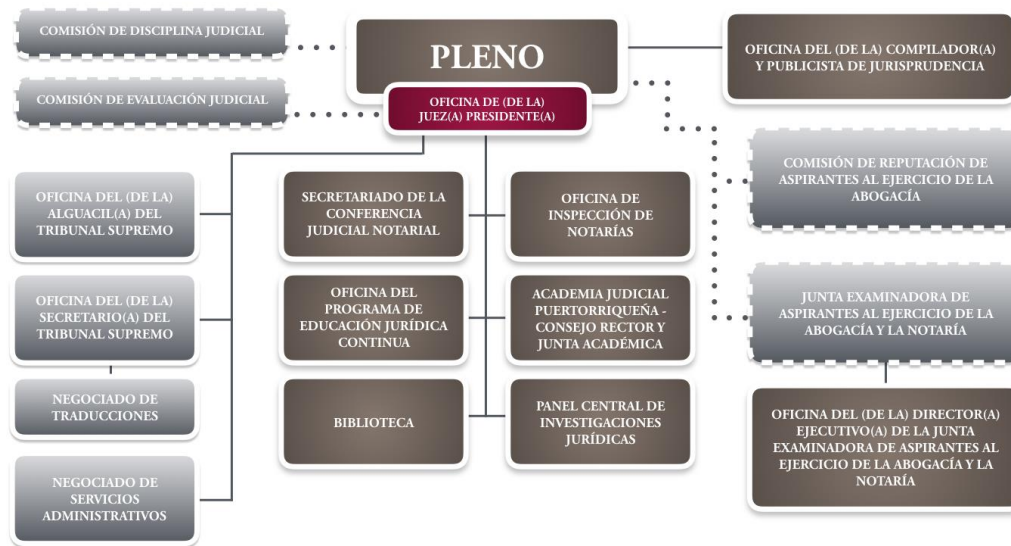 COMISIÓN DE DISCIPLINA JUDICIAL
PLENO
OFICINA DEL (DE LA) COMPILADOR(A)
Y PUBLICISTA DE JURISPRUDENCIA
COMISIÓN DE EVALUACIÓN JUDICIAL
OFICINA DE (DE LA)
JUEZ(A) PRESIDENTE(A)
COMISIÓN DE REPUTACIÓN DE
ASPIRANTES AL EJERCICIO DE LA
ABOGACÍA
OFICINA DEL (DE LA)
ALGUACIL(A) DEL
TRIBUNAL SUPREMO
SECRETARIADO DE LA
CONFERENCIA
JUDICIAL NOTARIAL
OFICINA DE
INSPECCIÓN DE
NOTARÍAS
OFICINA DEL (DE LA)
SECRETARIO(A) DEL
TRIBUNAL SUPREMO
OFICINA DEL
PROGRAMA DE
EDUCACIÓN JURÍDICA
CONTINUA
ACADEMIA JUDICIAL
PUERTORRIQUEÑA -
CONSEJO RECTOR Y
JUNTA ACADÉMICA
JUNTA EXAMINADORA DE
ASPIRANTES AL EJERCICIO DE LA
ABOGACÍA Y LA NOTARÍA
NEGOCIADO DE
TRADUCCIONES
BIBLIOTECA
PANEL CENTRAL DE
INVESTIGACIONES
JURÍDICAS
OFICINA DEL (DE LA) DIRECTOR(A)
EJECUTIVO(A) DE LA JUNTA
EXAMINADORA DE ASPIRANTES AL
EJERCICIO DE LA ABOGACÍA Y LA
NOTARÍA
NEGOCIADO DE
SERVICIOS
ADMINISTRATIVOS